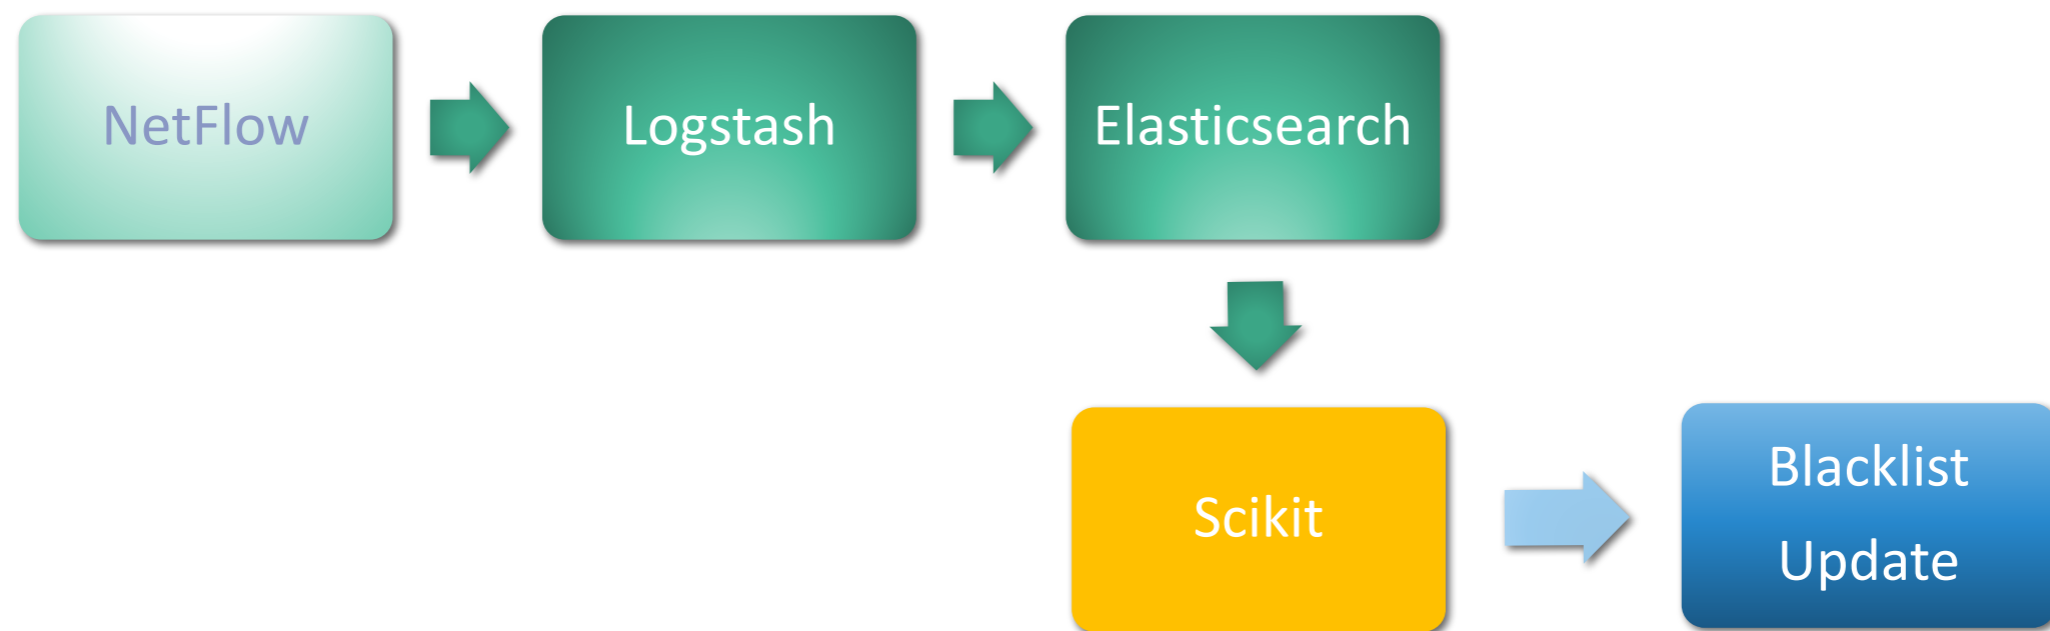 NetFlow
Logstash
Elasticsearch
Scikit
Blacklist
Update